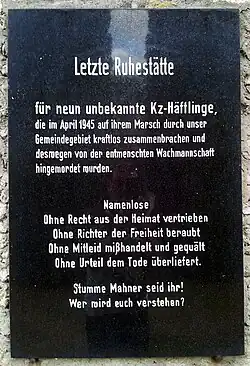 Letzte Ruhestätte
für neun unbekannte Kz-Häftlinge,
die im April 1945 auf ihrem Marsch durch unser
Gemeindegebiet kraftlos zusammenbrachen und
deswegen von der entmenschten Wachmannschaft
hingemordet wurden.
Namenlose
Ohne Recht aus der Heimat vertrieben
Ohne Richter der Freiheit beraubt
Ohne Mitleid mißhandelt und gequält
Ohne Urteil dem Tode überliefert.
Stumme Mahner seid ihr!
Wer wird euch verstehen?